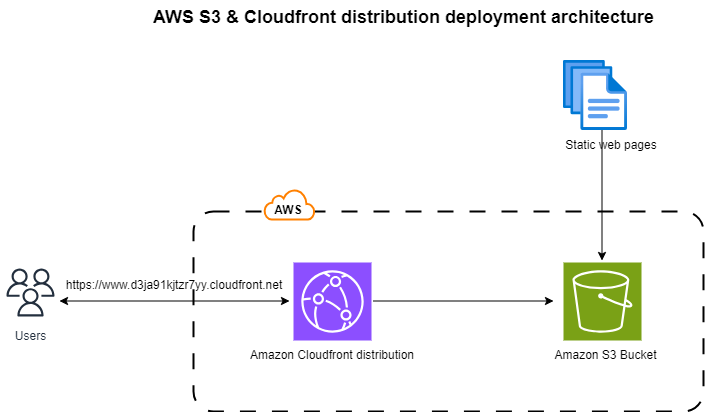 AWS S3 & Cloudfront distribution deployment architecture
Static web pages
AWS
https://www.d3ja91kjtzr7yy.cloudfront.net
Users
Amazon Cloudfront distribution
Amazon S3 Bucket